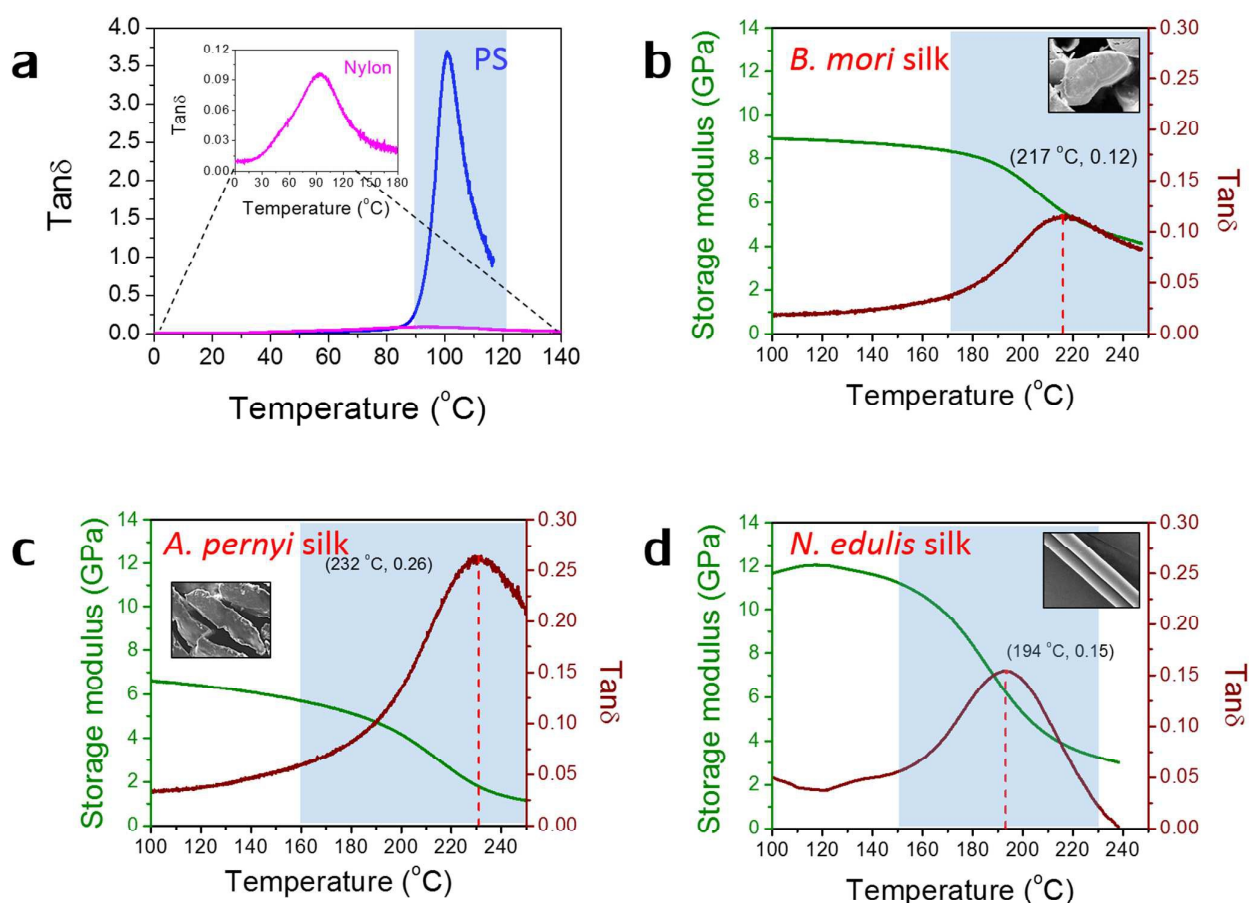 a
4.0
3.5
3.0
2.5
2.0
1.5
1.0
0.5
0.0
Tanδ
0 20 40 60 80 100 120 140
Temperature (°C)
PS
0.12
0.09
0.06
0.03
0.00
Tanδ
Nylon
0 30 60 90 120 150 180
Temperature (°C)
b
B. mori silk
14
12
10
8
6
4
2
0
Storage modulus (GPa)
(217 °C, 0.12)
0.30
0.25
0.20
0.15
0.10
0.05
0.00
Tanδ
100 120 140 160 180 200 220 240
Temperature (°C)
c
A. pernyi silk
14
12
10
8
6
4
2
0
Storage modulus (GPa)
(232 °C, 0.26)
0.30
0.25
0.20
0.15
0.10
0.05
0.00
Tanδ
100 120 140 160 180 200 220 240
Temperature (°C)
d
N. edulis silk
14
12
10
8
6
4
2
0
Storage modulus (GPa)
(194 °C, 0.15)
0.30
0.25
0.20
0.15
0.10
0.05
0.00
Tanδ
100 120 140 160 180 200 220 240
Temperature (°C)